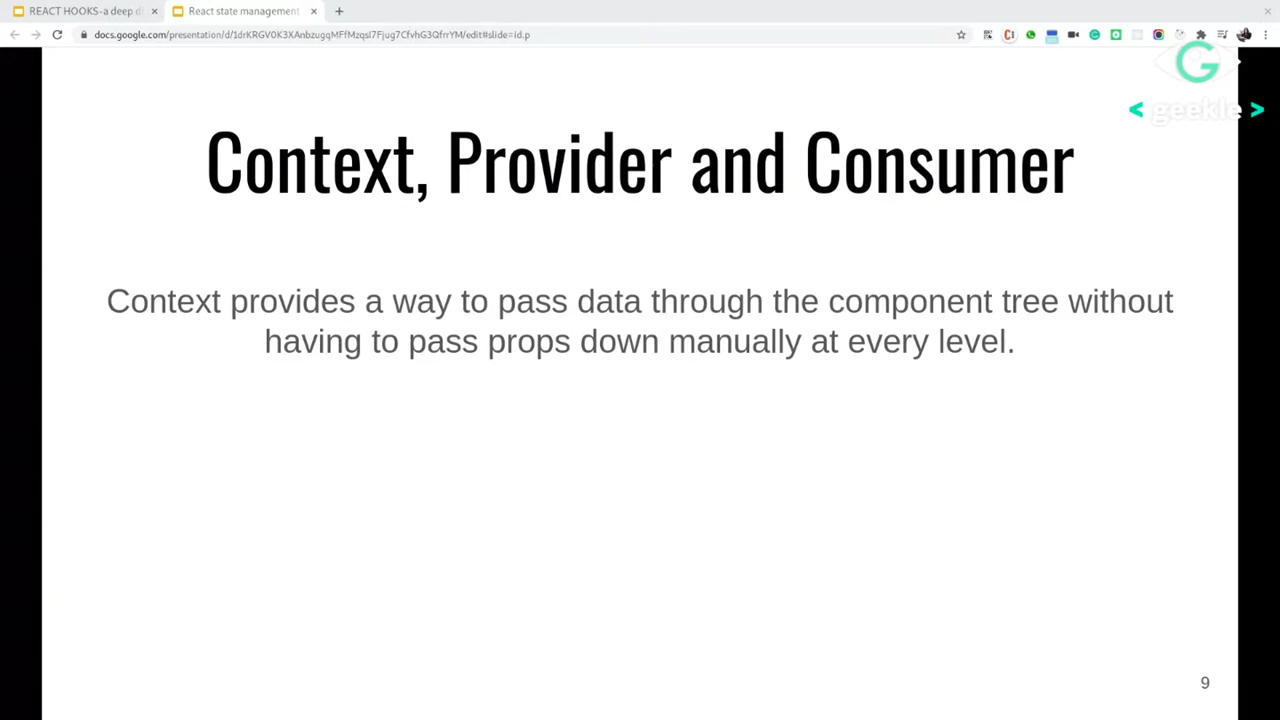 REACT HOOKS-a deep di
React state management
docs.google.com/presentation/d/1drKRGV0K3XAnbzugqMFfMzqsl7Fjug7CfvhG3QfrrYM/edit#slide=id.p
G
< geekle >
Context, Provider and Consumer
Context provides a way to pass data through the component tree without
having to pass props down manually at every level.
9